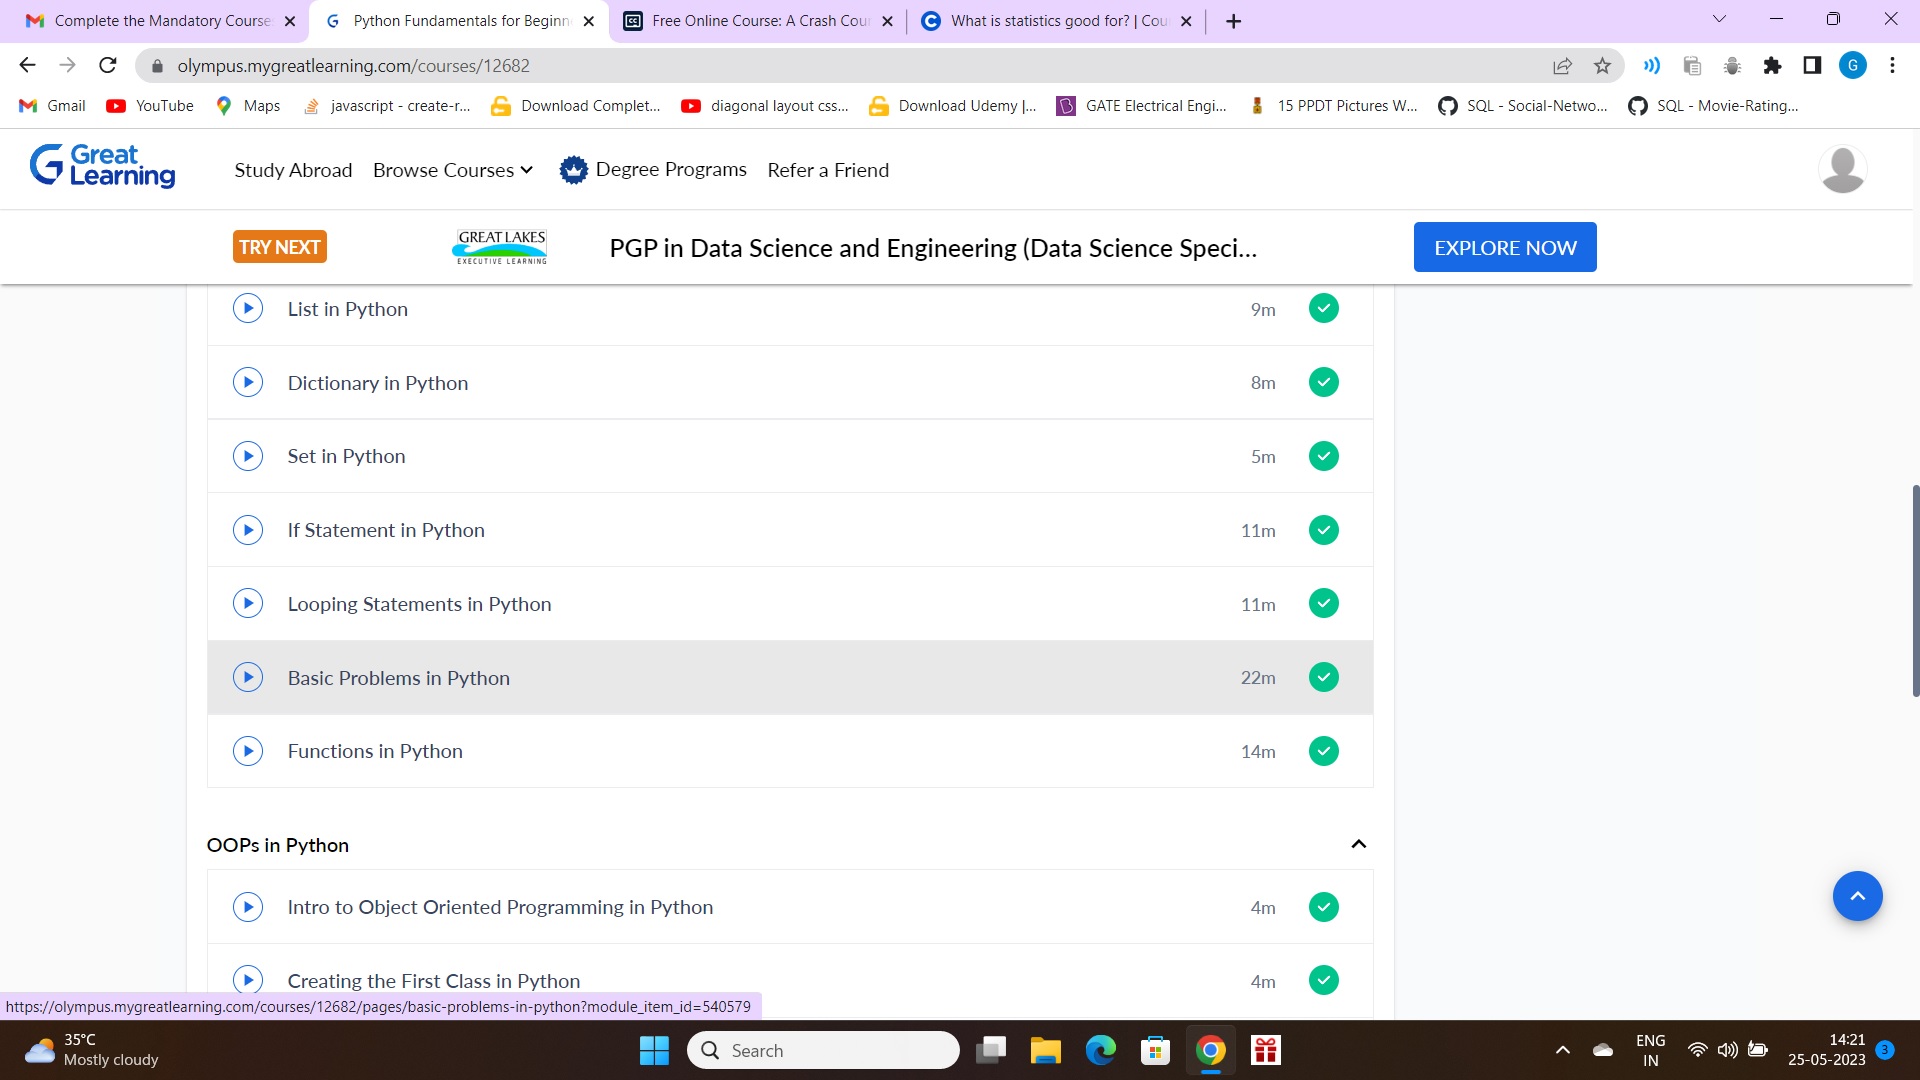 Complete the Mandatory Course
Python Fundamentals for Beginn
Free Online Course: A Crash Cour
What is statistics good for? | Cou
olympus.mygreatlearning.com/courses/12682
G
Gmail
YouTube
Maps
javascript - create-r...
Download Complet...
diagonal layout css...
Download Udemy |...
GATE Electrical Engi...
15 PPDT Pictures W...
SQL - Social-Netwo...
SQL - Movie-Rating...
Great Learning
Study Abroad
Browse Courses
Degree Programs
Refer a Friend
TRY NEXT
GREAT LAKES
EXECUTIVE LEARNING
PGP in Data Science and Engineering (Data Science Speci...
EXPLORE NOW
List in Python 9m
Dictionary in Python 8m
Set in Python 5m
If Statement in Python 11m
Looping Statements in Python 11m
Basic Problems in Python 22m
Functions in Python 14m
OOPs in Python
Intro to Object Oriented Programming in Python 4m
Creating the First Class in Python 4m
https://olympus.mygreatlearning.com/courses/12682/pages/basic-problems-in-python?module_item_id=540579
35°C
Mostly cloudy
Search
ENG
IN
14:21
25-05-2023
3